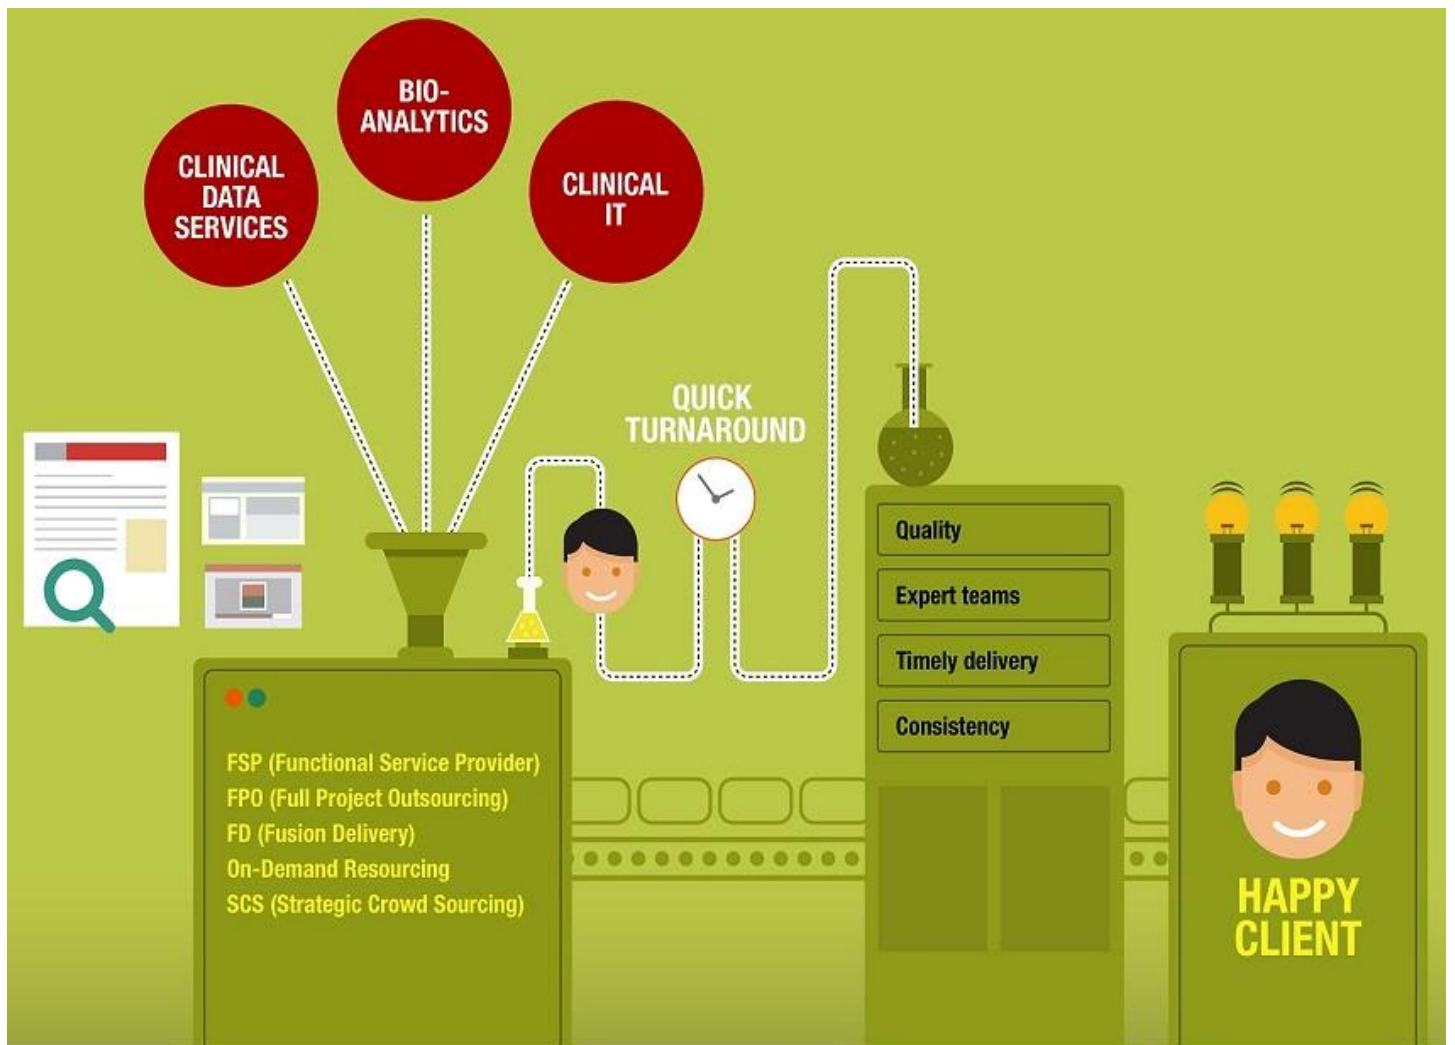 BIO-
ANALYTICS
CLINICAL
DATA
SERVICES
CLINICAL
IT
QUICK
TURNAROUND
Quality
Expert teams
Timely delivery
Consistency
FSP (Functional Service Provider)
FPO (Full Project Outsourcing)
FD (Fusion Delivery)
On-Demand Resourcing
SCS (Strategic Crowd Sourcing)
HAPPY
CLIENT